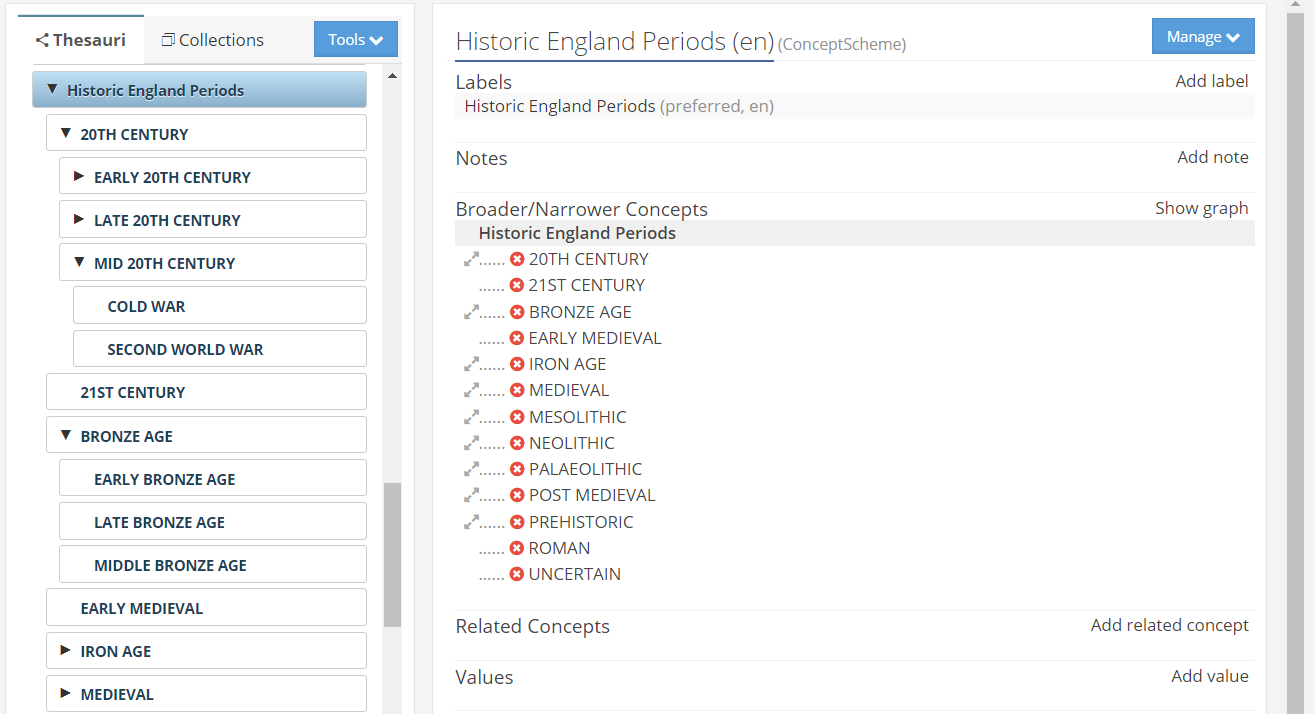 Thesauri
Collections
Tools
Historic England Periods
20TH CENTURY
EARLY 20TH CENTURY
LATE 20TH CENTURY
MID 20TH CENTURY
COLD WAR
SECOND WORLD WAR
21ST CENTURY
BRONZE AGE
EARLY BRONZE AGE
LATE BRONZE AGE
MIDDLE BRONZE AGE
EARLY MEDIEVAL
IRON AGE
MEDIEVAL
Historic England Periods (en) (ConceptScheme)
Manage
Labels
Add label
Historic England Periods (preferred, en)
Notes
Add note
Broader/Narrower Concepts
Show graph
Historic England Periods
...... 20TH CENTURY
...... 21ST CENTURY
...... BRONZE AGE
...... EARLY MEDIEVAL
...... IRON AGE
...... MEDIEVAL
...... MESOLITHIC
...... NEOLITHIC
...... PALAEOLITHIC
...... POST MEDIEVAL
...... PREHISTORIC
...... ROMAN
...... UNCERTAIN
Related Concepts
Add related concept
Values
Add value